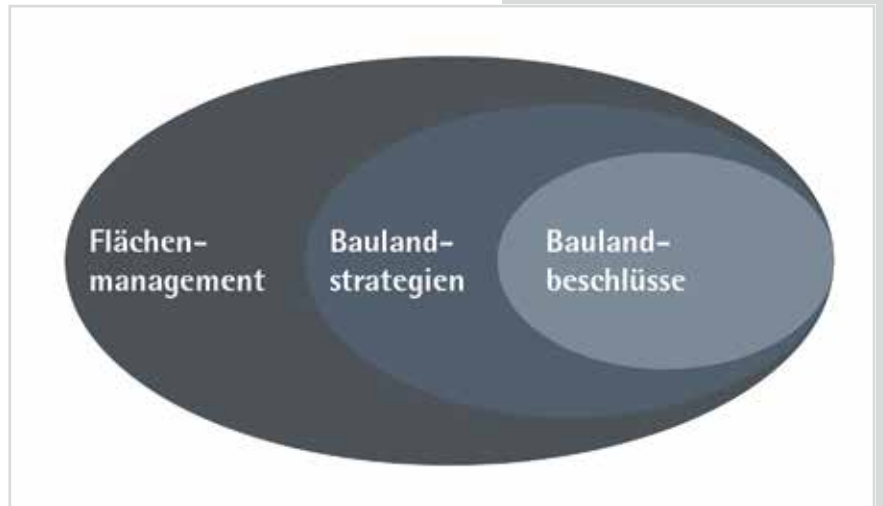 Flächen-
management
Bauland-
strategien
Bauland-
beschlüsse